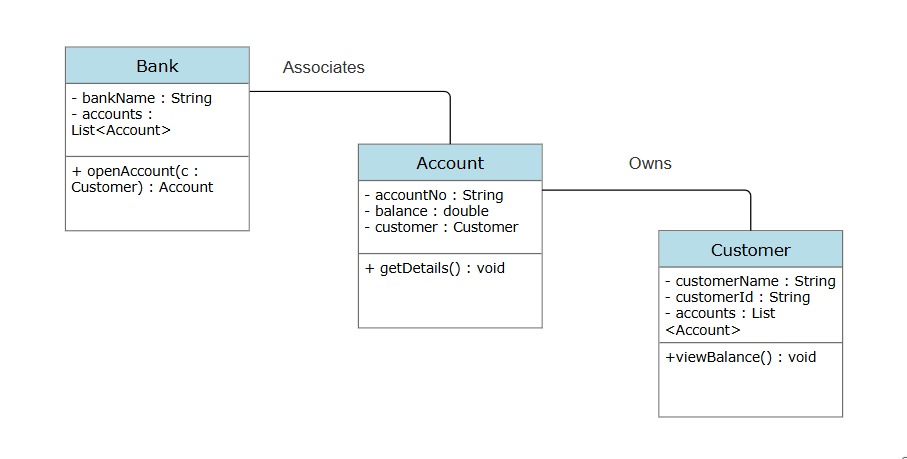 Bank
- bankName : String
- accounts :
List<Account>
+ openAccount(c :
Customer) : Account
Associates
Account
- accountNo : String
- balance : double
- customer : Customer
+ getDetails() : void
Owns
Customer
- customerName : String
- customerId : String
- accounts : List
<Account>
+viewBalance() : void